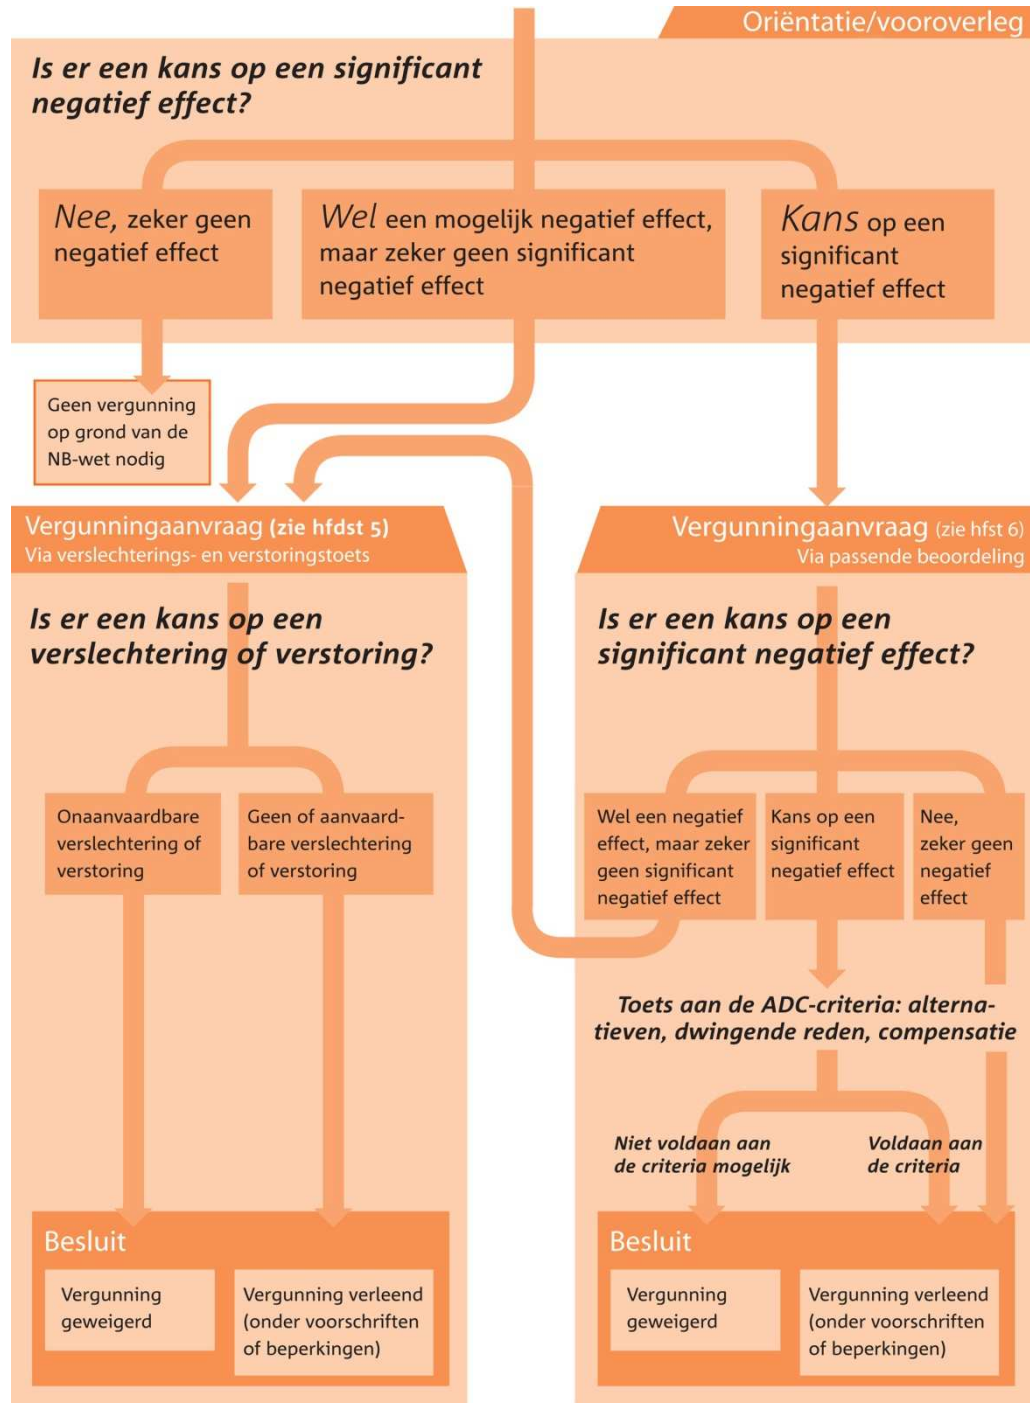 Oriëntatie/vooroverleg
Is er een kans op een significant
negatief effect?
Nee, zeker geen
negatief effect
Wel een mogelijk negatief effect,
maar zeker geen significant
negatief effect
Kans op een
significant
negatief effect
Geen vergunning
op grond van de
NB-wet nodig
Vergunningaanvraag (zie hfdst 5)
Via verslechterings- en verstoringstoets
Is er een kans op een
verslechtering of verstoring?
Onaanvaardbare
verslechtering of
verstoring
Geen of aanvaard-
bare verslechtering
of verstoring
Besluit
Vergunning
geweigerd
Vergunning verleend
(onder voorschriften
of beperkingen)
Vergunningaanvraag (zie hfst 6)
Via passende beoordeling
Is er een kans op een
significant negatief effect?
Wel een negatief
effect, maar zeker
geen significant
negatief effect
Kans op een
significant
negatief effect
Nee,
zeker geen
negatief
effect
Toets aan de ADC-criteria: alterna-
tieven, dwingende reden, compensatie
Niet voldaan aan
de criteria mogelijk
Voldaan aan
de criteria
Besluit
Vergunning
geweigerd
Vergunning verleend
(onder voorschriften
of beperkingen)